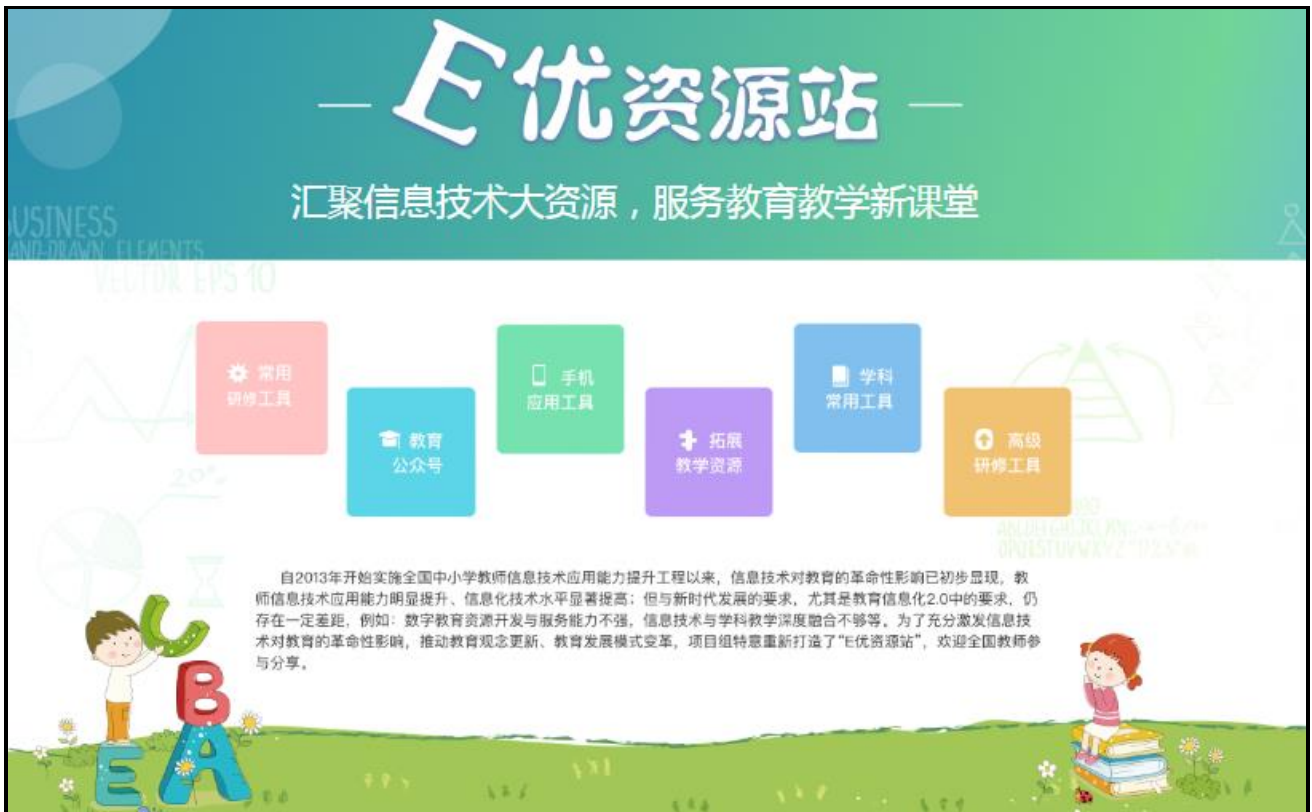 E优资源站
汇聚信息技术大资源，服务教育教学新课堂
BUSINESS
HAND-DRAWN ELEMENTS
VECTOR EPS 10
常用
研修工具
教育
公众号
手机
应用工具
拓展
教学资源
学科
常用工具
高级
研修工具
20%
自2013年开始实施全国中小学教师信息技术应用能力提升工程以来，信息技术对教育的革命性影响已初步显现，教
师信息技术应用能力明显提升、信息化技术水平显著提高；但与新时代发展的要求，尤其是教育信息化2.0中的要求，仍
存在一定差距，例如：数字教育资源开发与服务能力不强，信息技术与学科教学深度融合不够等。为了充分激发信息技
术对教育的革命性影响，推动教育观念更新、教育发展模式变革，项目组特意重新打造了“E优资源站”，欢迎全国教师参
与分享。
C
B
E
A